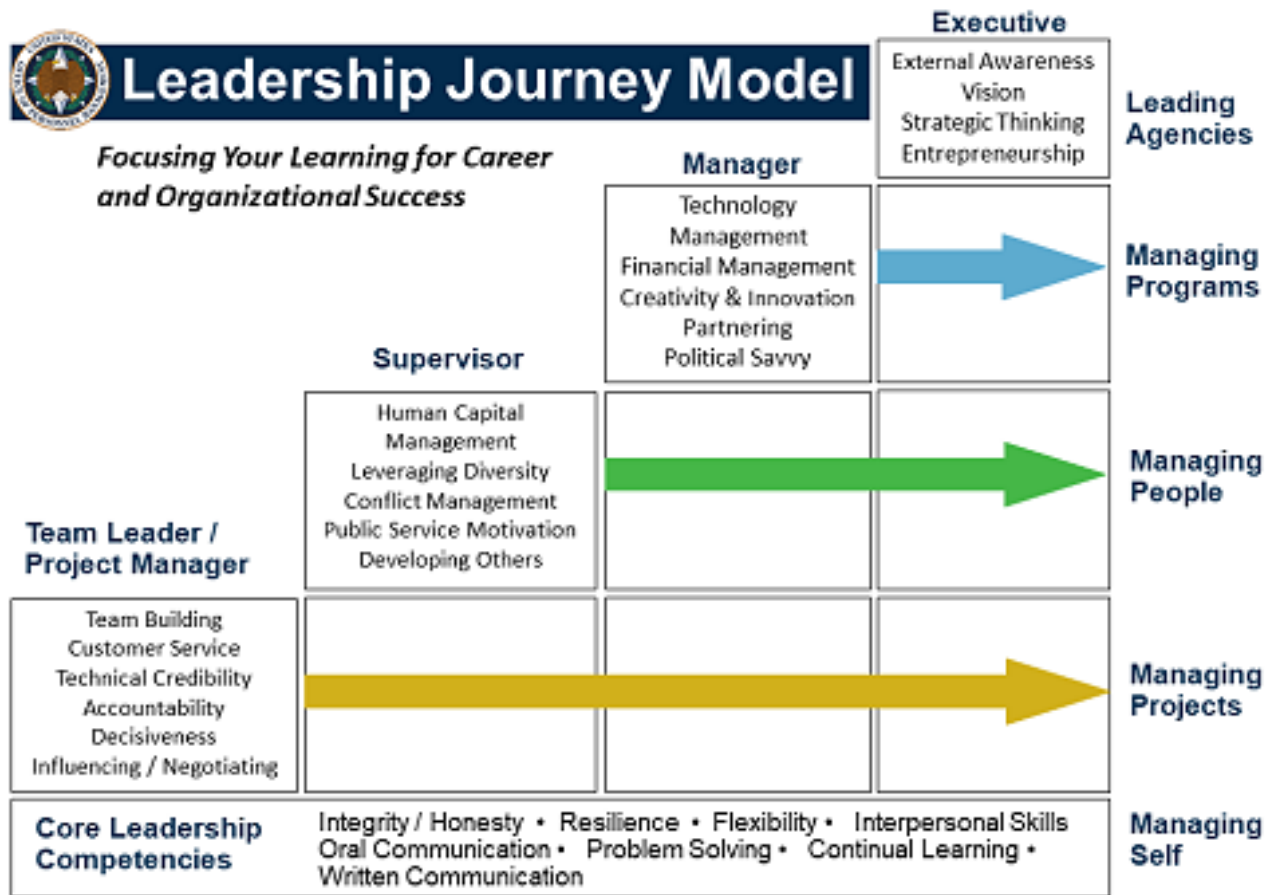 Executive
Leadership Journey Model
External Awareness
Vision
Strategic Thinking
Entrepreneurship
Leading
Agencies
Focusing Your Learning for Career
and Organizational Success
Manager
Technology
Management
Financial Management
Creativity & Innovation
Partnering
Political Savvy
Managing
Programs
Supervisor
Human Capital
Management
Leveraging Diversity
Conflict Management
Public Service Motivation
Developing Others
Managing
People
Team Leader /
Project Manager
Team Building
Customer Service
Technical Credibility
Accountability
Decisiveness
Influencing / Negotiating
Managing
Projects
Core Leadership
Competencies
Integrity / Honesty • Resilience • Flexibility • Interpersonal Skills
Oral Communication • Problem Solving • Continual Learning •
Written Communication
Managing
Self